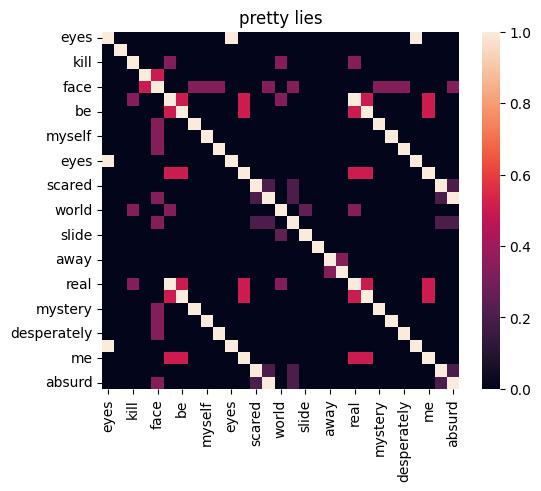 pretty lies
eyes
kill
face
be
myself
eyes
scared
world
slide
away
real
mystery
desperately
me
absurd
1.0
0.8
0.6
0.4
0.2
0.0
eyes
kill
face
be
myself
eyes
scared
world
slide
away
real
mystery
desperately
me
absurd